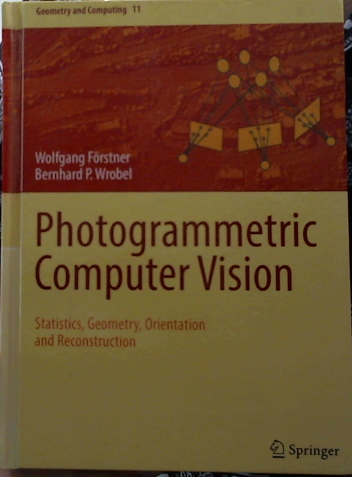 Geometry and Computing 11
Wolfgang Förstner
Bernhard P. Wrobel
Photogrammetric
Computer Vision
Statistics, Geometry, Orientation
and Reconstruction
Springer